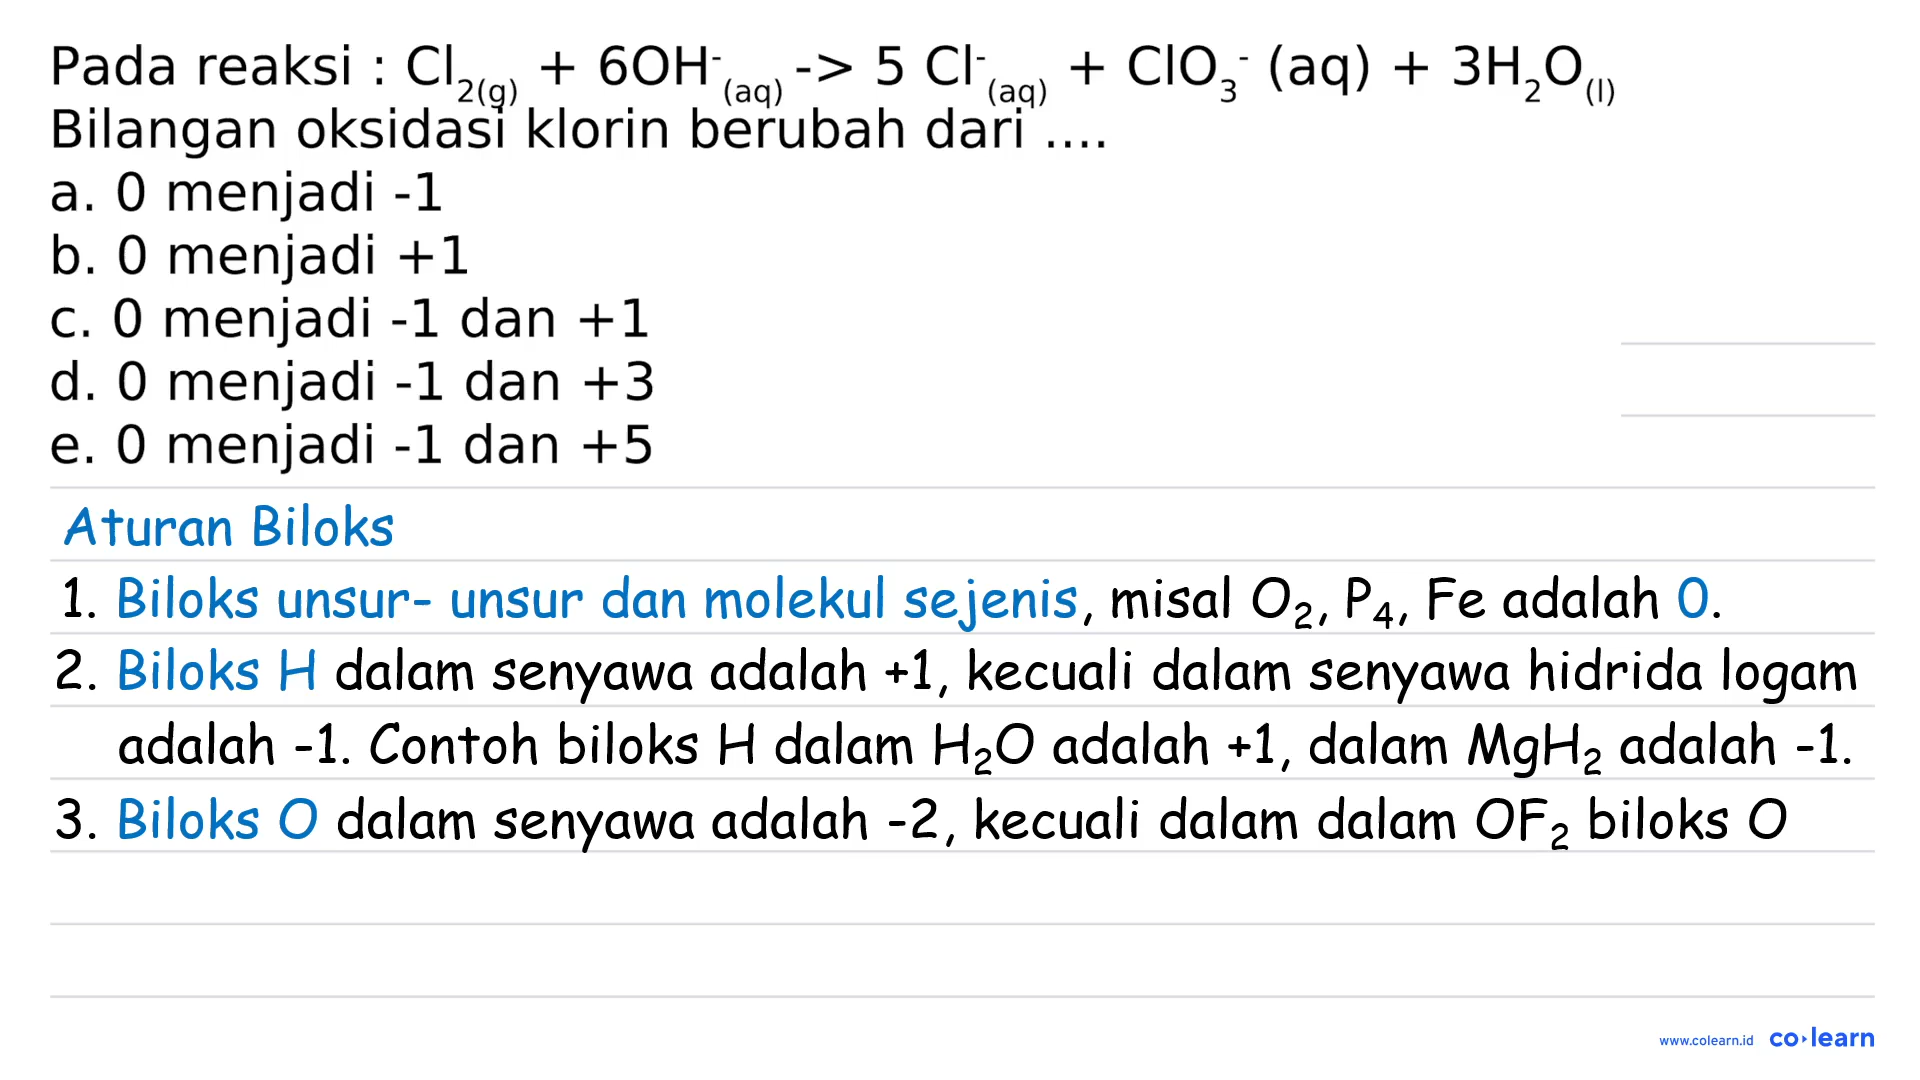 Pada reaksi : Cl2(g) + 6OH-(aq) -> 5 Cl-(aq) + ClO3- (aq) + 3H2O(l)
Bilangan oksidasi klorin berubah dari ....
a. 0 menjadi -1
b. 0 menjadi +1
c. 0 menjadi -1 dan +1
d. 0 menjadi -1 dan +3
e. 0 menjadi -1 dan +5
Aturan Biloks
1. Biloks unsur- unsur dan molekul sejenis, misal O2, P4, Fe adalah 0.
2. Biloks H dalam senyawa adalah +1, kecuali dalam senyawa hidrida logam
adalah -1. Contoh biloks H dalam H2O adalah +1, dalam MgH2 adalah -1.
3. Biloks O dalam senyawa adalah -2, kecuali dalam dalam OF2 biloks O
www.colearn.id co learn